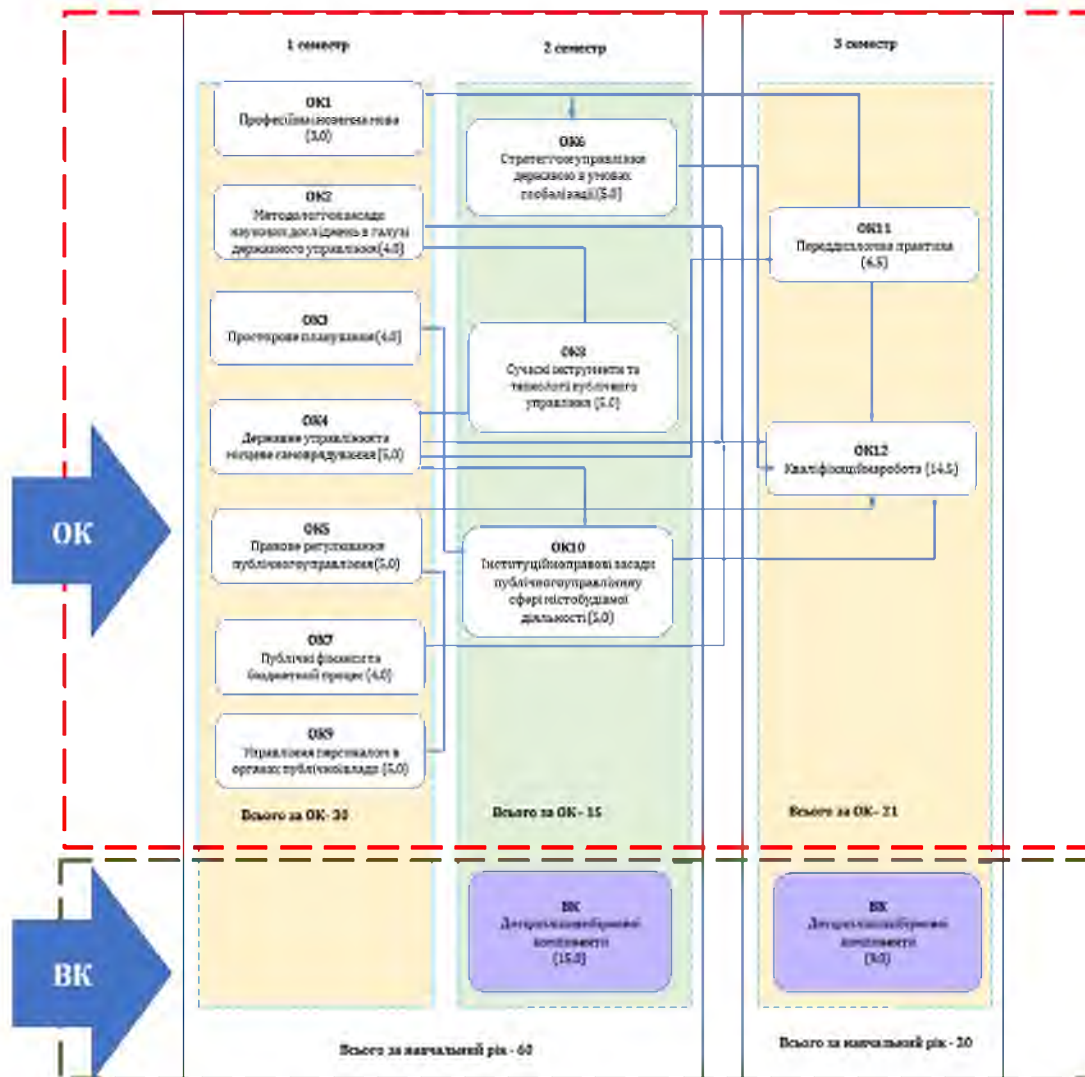 1 семестр
2 семестр
3 семестр
ОК1
Професійна іноземна мова
(3,0)
ОК2
Методологічні засади
наукових досліджень в галузі
державного управління (4,0)
ОК3
Просторове планування (4,0)
ОК4
Державне управління та
місцеве самоврядування (5,0)
ОК5
Правове регулювання
публічного управління (5,0)
ОК7
Публічні фінанси та
бюджетний процес (4,0)
ОК9
Управління персоналом в
органах публічної влади (5,0)
Всього за ОК- 30
ОК6
Стратегічне управління
державою в умовах
глобалізації (5,0)
ОК8
Сучасні інструменти та
технології публічного
управління (5,0)
ОК10
Інституційно правові засади
публічного управління у
сфері містобудівної
діяльності (5,0)
Всього за ОК - 15
ОК11
Переддипломна практика
(6,5)
ОК12
Кваліфікаційна робота (14,5)
Всього за ОК - 21
ОК
ВК
ВК
Дисципліни вибіркової
компоненти
(15,0)
ВК
Дисципліни вибіркової
компоненти
(9,0)
Всього за навчальний рік - 60
Всього за навчальний рік - 30